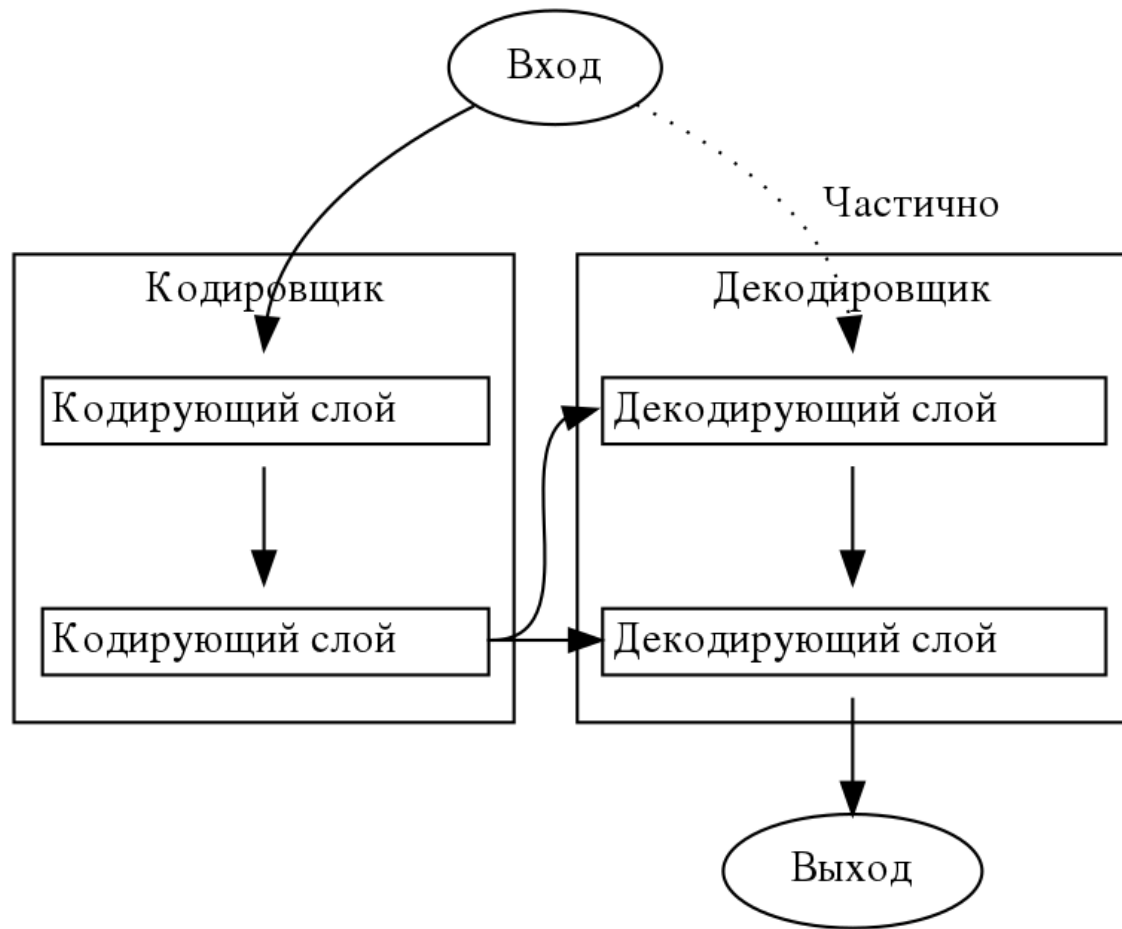 Вход
Частично
Кодировщик
Декодировщик
Кодирующий слой
Декодирующий слой
Кодирующий слой
Декодирующий слой
Выход